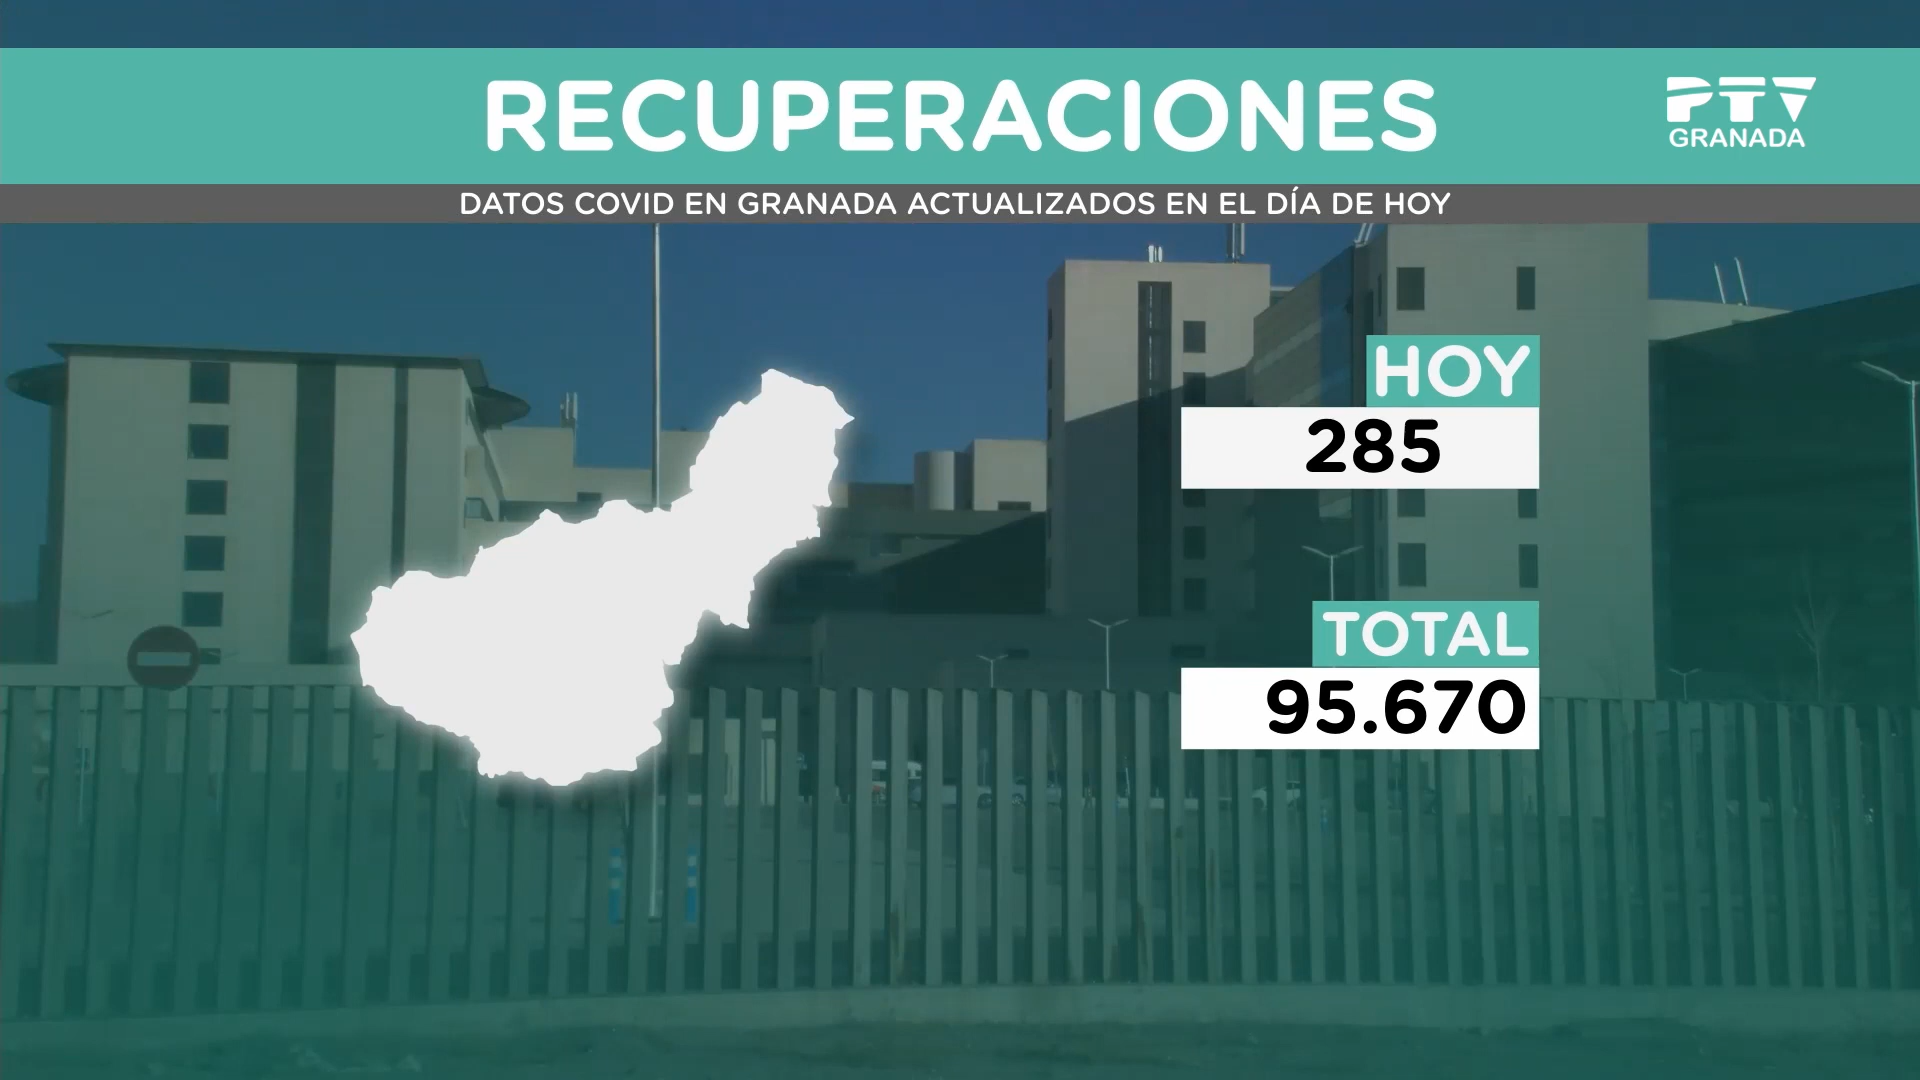 RECUPERACIONES
PTV
GRANADA
DATOS COVID EN GRANADA ACTUALIZADOS EN EL DÍA DE HOY
HOY
285
TOTAL
95.670